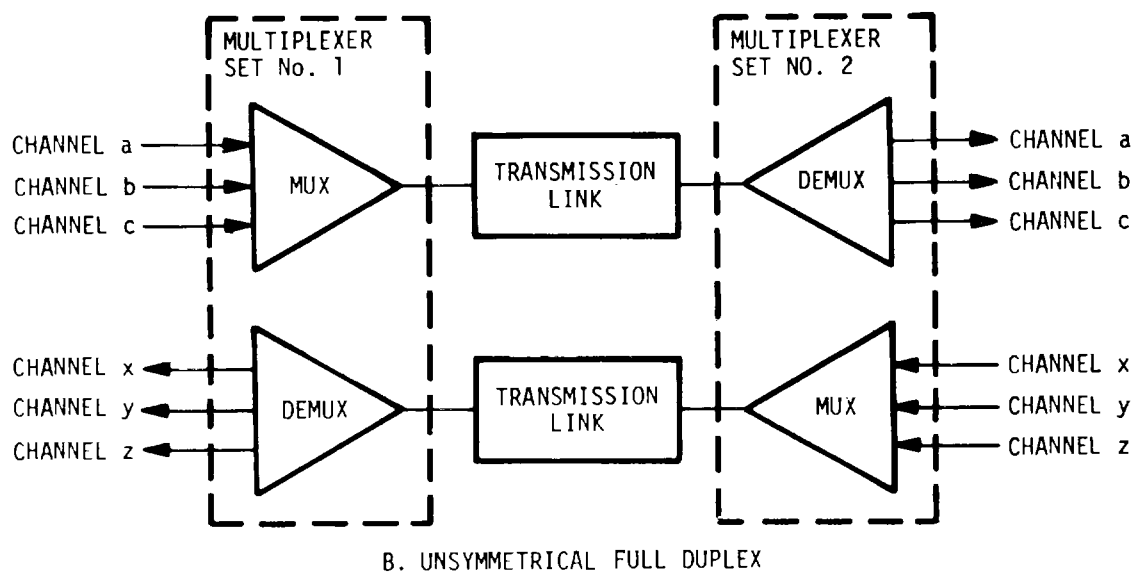 MULTIPLEXER
SET No. 1
MULTIPLEXER
SET NO. 2
CHANNEL a
CHANNEL b
CHANNEL c
MUX
TRANSMISSION
LINK
DEMUX
CHANNEL a
CHANNEL b
CHANNEL c
CHANNEL x
CHANNEL y
CHANNEL z
DEMUX
TRANSMISSION
LINK
MUX
CHANNEL x
CHANNEL y
CHANNEL z
B. UNSYMMETRICAL FULL DUPLEX